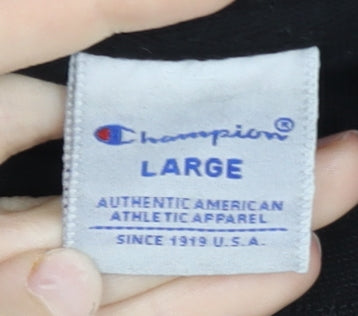 Champion®
LARGE
AUTHENTIC AMERICAN
ATHLETIC APPAREL
SINCE 1919 U.S.A.